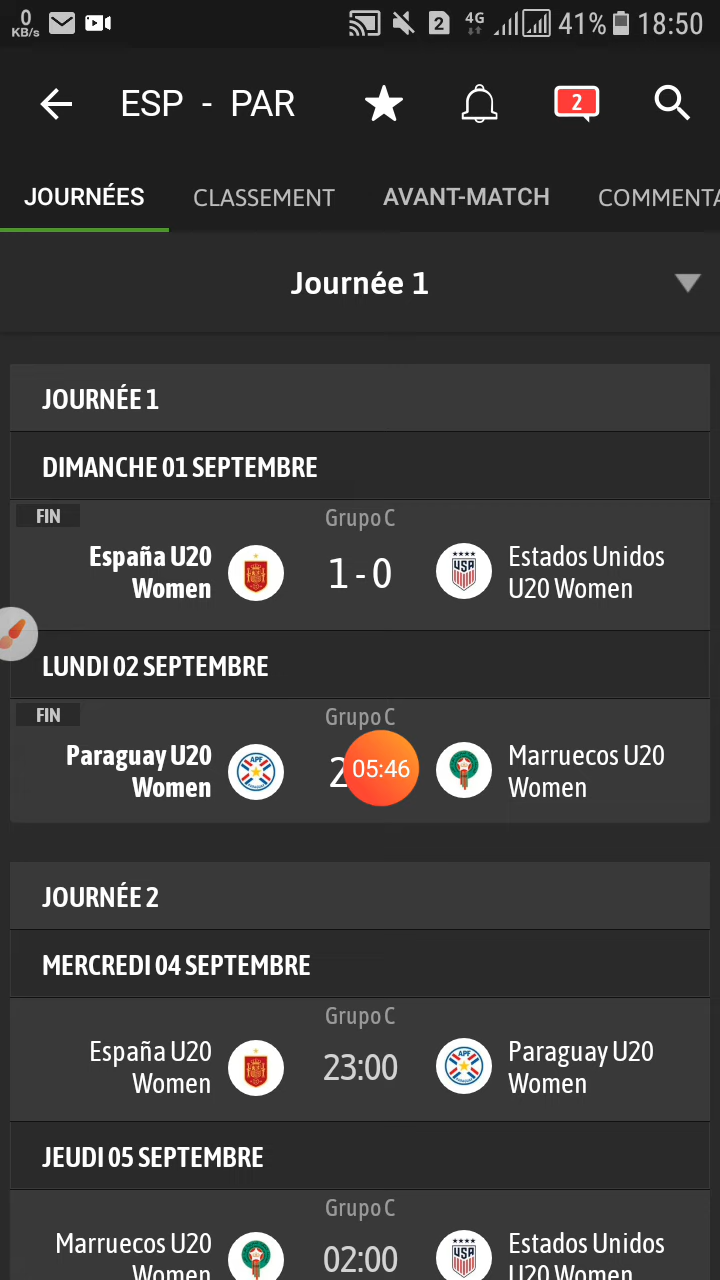 0
KB/s
2
4G
41%
18:50
ESP - PAR
2
JOURNÉES
CLASSEMENT
AVANT-MATCH
COMMENTA
Journée 1
JOURNÉE 1
DIMANCHE 01 SEPTEMBRE
FIN
Grupo C
España U20
Women
1 - 0
Estados Unidos
U20 Women
LUNDI 02 SEPTEMBRE
FIN
Grupo C
Paraguay U20
Women
2
05:46
Marruecos U20
Women
JOURNÉE 2
MERCREDI 04 SEPTEMBRE
Grupo C
España U20
Women
23:00
Paraguay U20
Women
JEUDI 05 SEPTEMBRE
Grupo C
Marruecos U20
Women
02:00
Estados Unidos
U20 Women